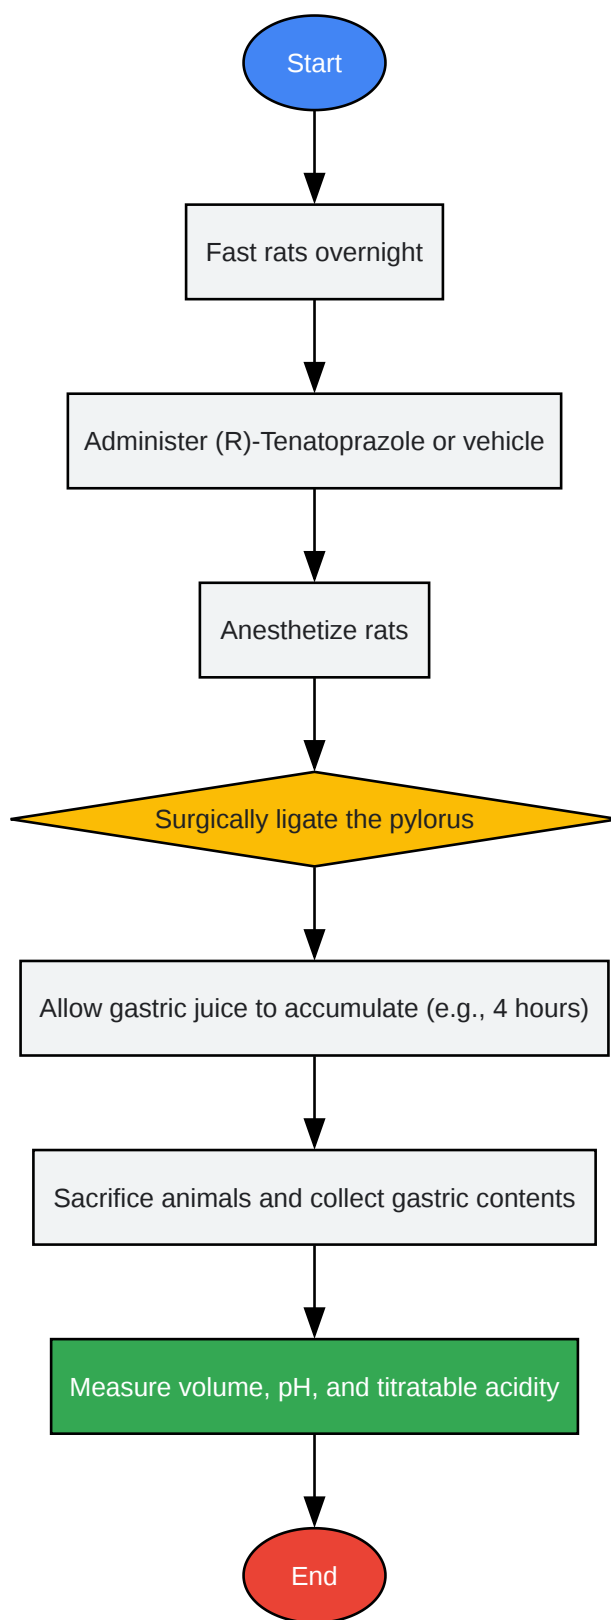 Start
Fast rats overnight
Administer (R)-Tenatoprazole or vehicle
Anesthetize rats
Surgically ligate the pylorus
Allow gastric juice to accumulate (e.g., 4 hours)
Sacrifice animals and collect gastric contents
Measure volume, pH, and titratable acidity
End